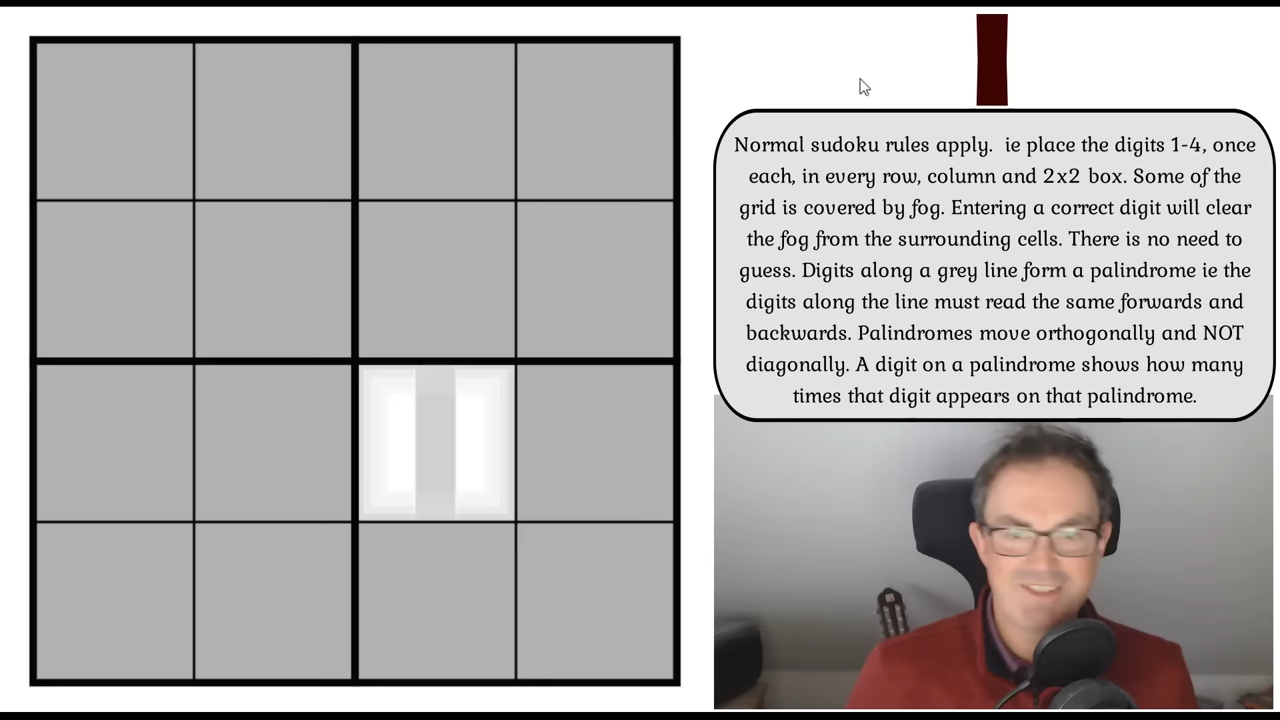 Normal sudoku rules apply.  ie place the digits 1-4, once
each, in every row, column and 2x2 box. Some of the
grid is covered by fog. Entering a correct digit will clear
the fog from the surrounding cells. There is no need to
guess. Digits along a grey line form a palindrome ie the
digits along the line must read the same forwards and
backwards. Palindromes move orthogonally and NOT
diagonally. A digit on a palindrome shows how many
times that digit appears on that palindrome.